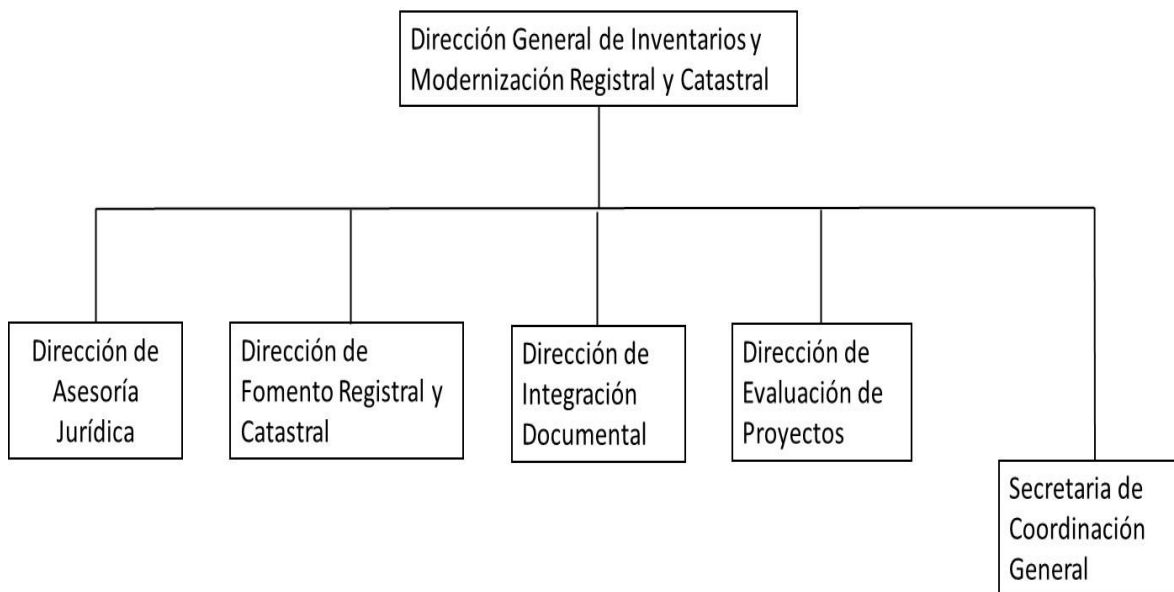 Dirección General de Inventarios y
Modernización Registral y Catastral
Dirección de
Asesoría
Jurídica
Dirección de
Fomento Registral y
Catastral
Dirección de
Integración
Documental
Dirección de
Evaluación de
Proyectos
Secretaria de
Coordinación
General